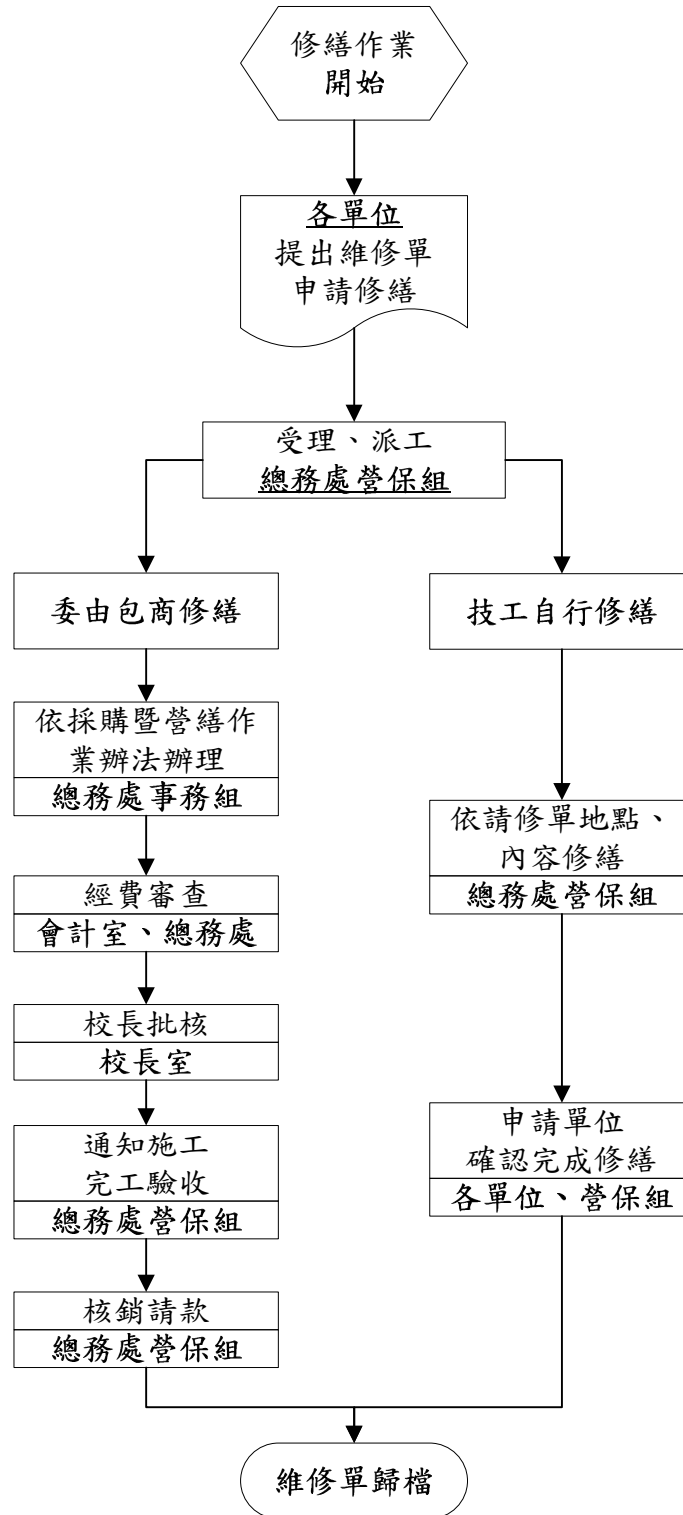 修繕作業
開始
各單位
提出維修單
申請修繕
受理、派工
總務處營保組
委由包商修繕
依採購暨營繕作
業辦法辦理
總務處事務組
經費審查
會計室、總務處
校長批核
校長室
通知施工
完工驗收
總務處營保組
核銷請款
總務處營保組
技工自行修繕
依請修單地點、
內容修繕
總務處營保組
申請單位
確認完成修繕
各單位、營保組
維修單歸檔